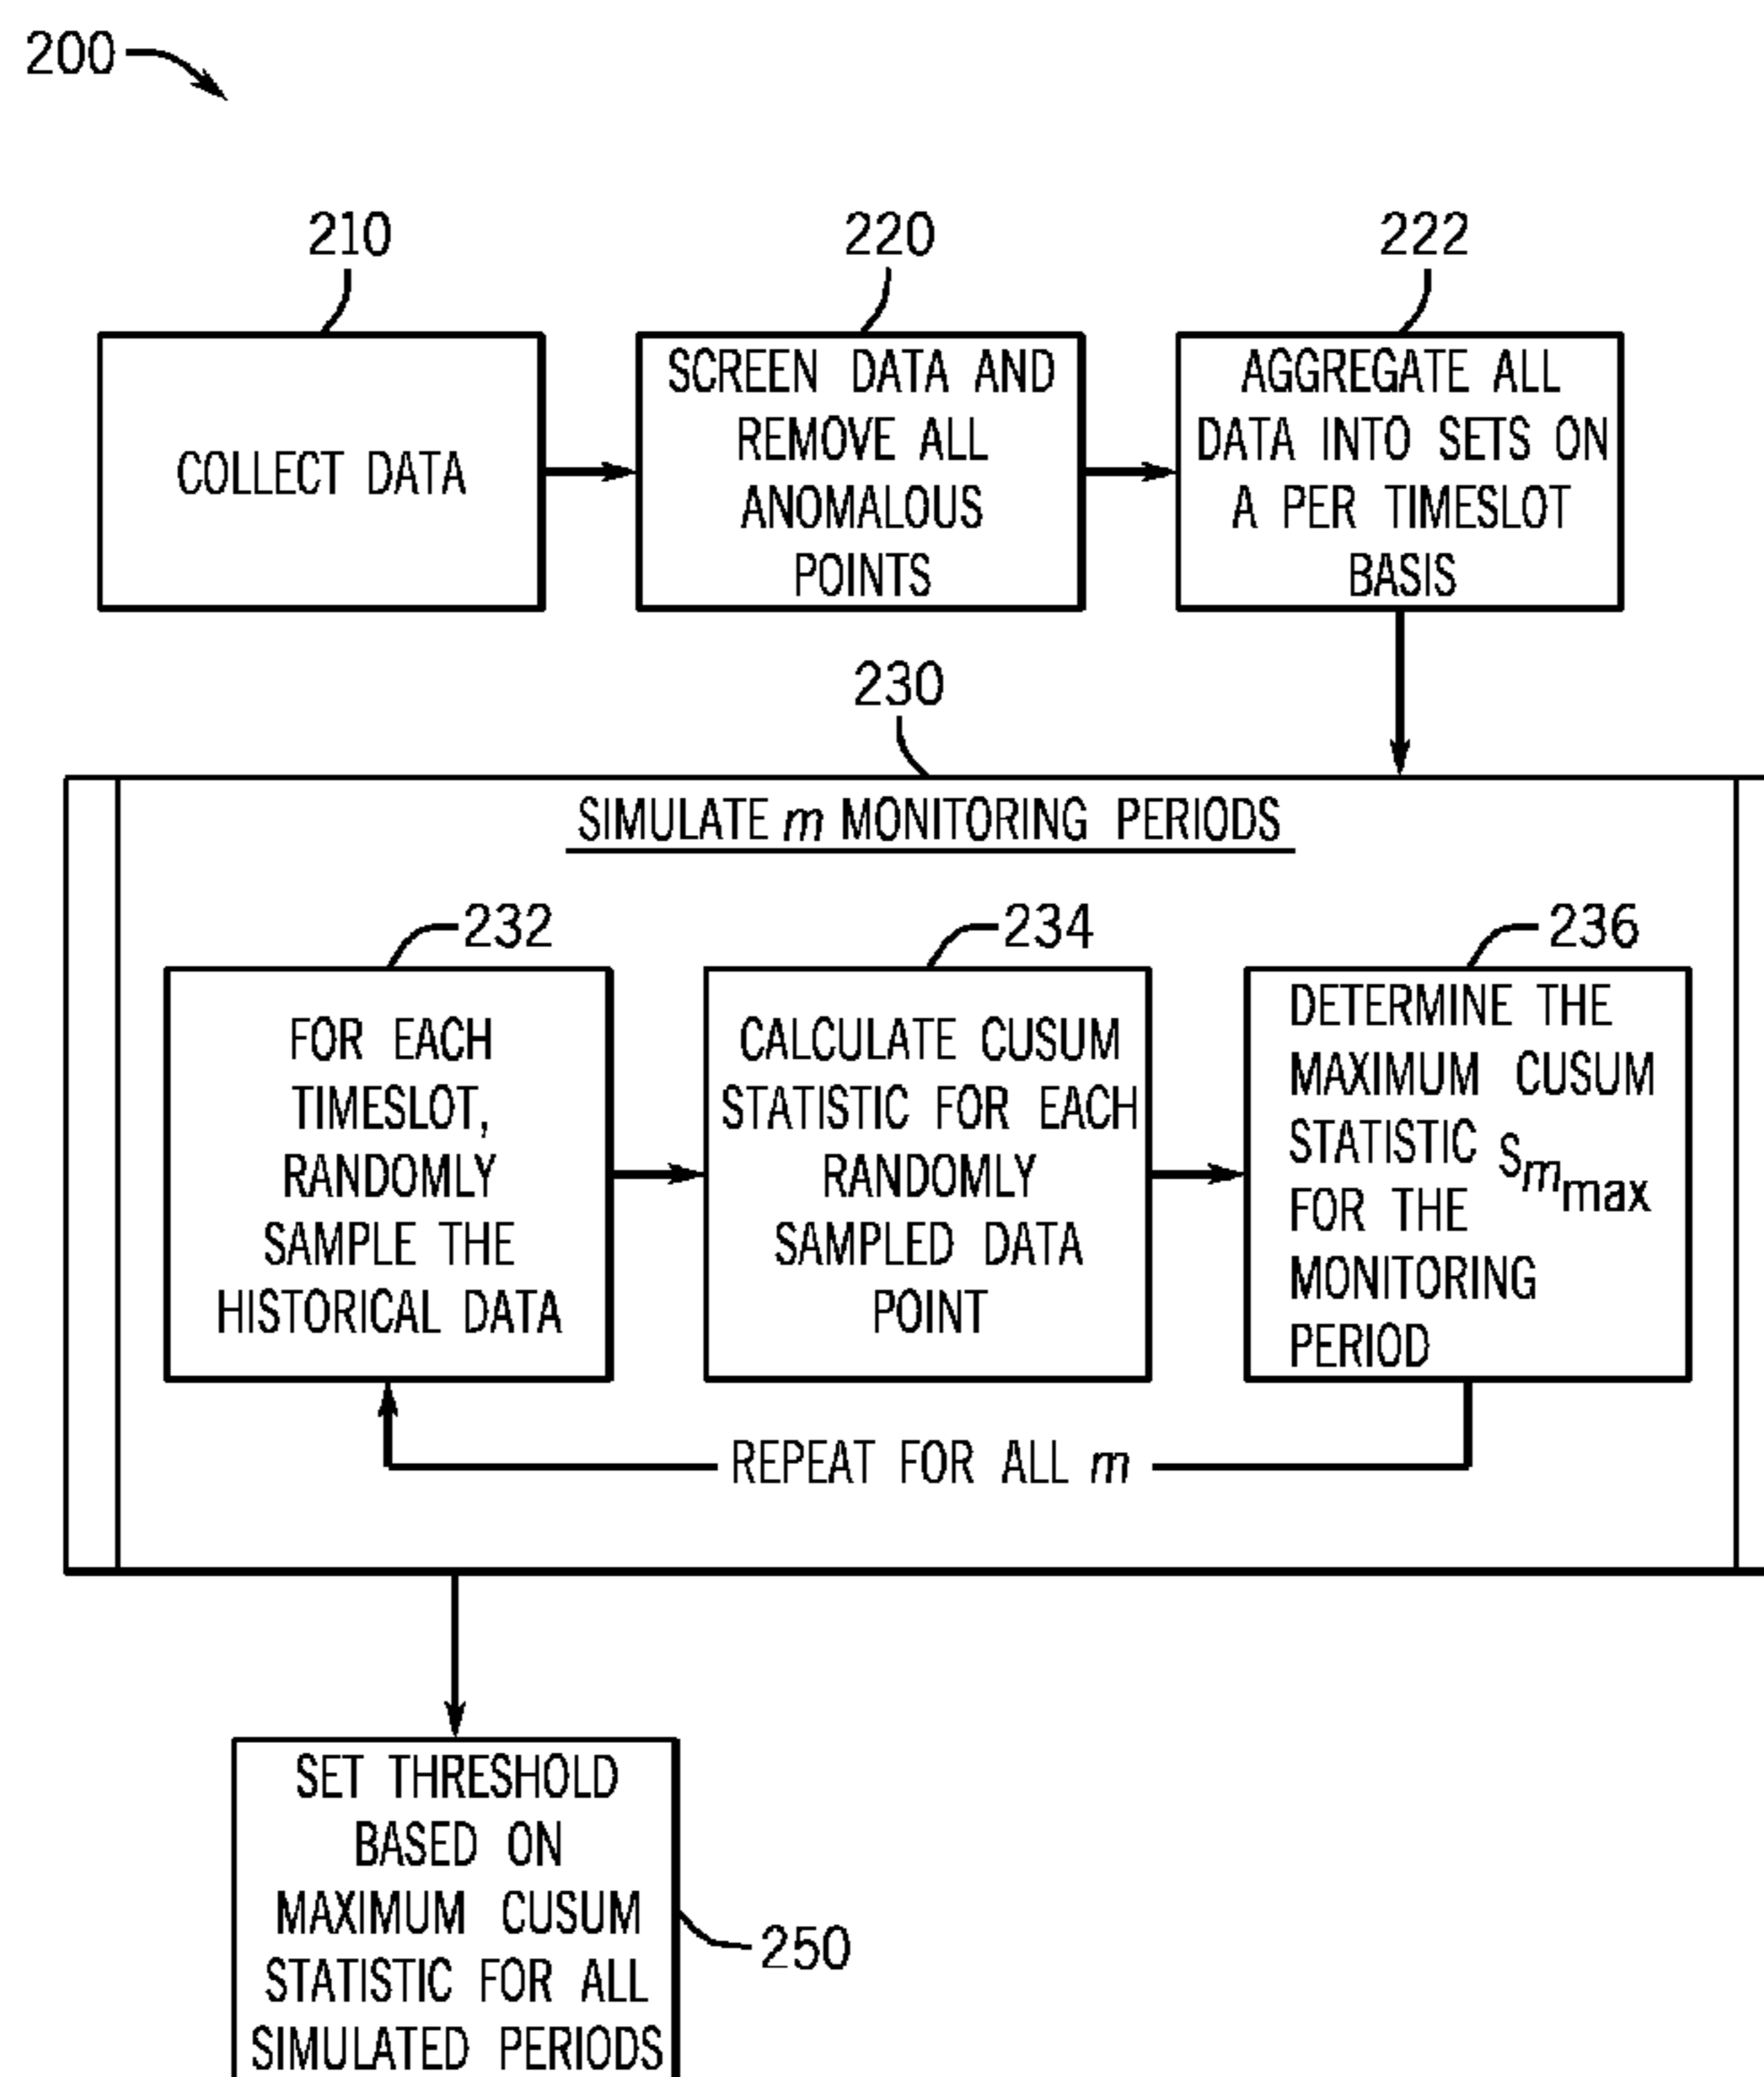 200
210
220
222
COLLECT DATA
SCREEN DATA AND
REMOVE ALL
ANOMALOUS
POINTS
AGGREGATE ALL
DATA INTO SETS ON
A PER TIMESLOT
BASIS
230
SIMULATE m MONITORING PERIODS
232
234
236
FOR EACH
TIMESLOT,
RANDOMLY
SAMPLE THE
HISTORICAL DATA
CALCULATE CUSUM
STATISTIC FOR EACH
RANDOMLY
SAMPLED DATA
POINT
DETERMINE THE
MAXIMUM CUSUM
STATISTIC Smmax
FOR THE
MONITORING
PERIOD
REPEAT FOR ALL m
SET THRESHOLD
BASED ON
MAXIMUM CUSUM
STATISTIC FOR ALL
SIMULATED PERIODS
250